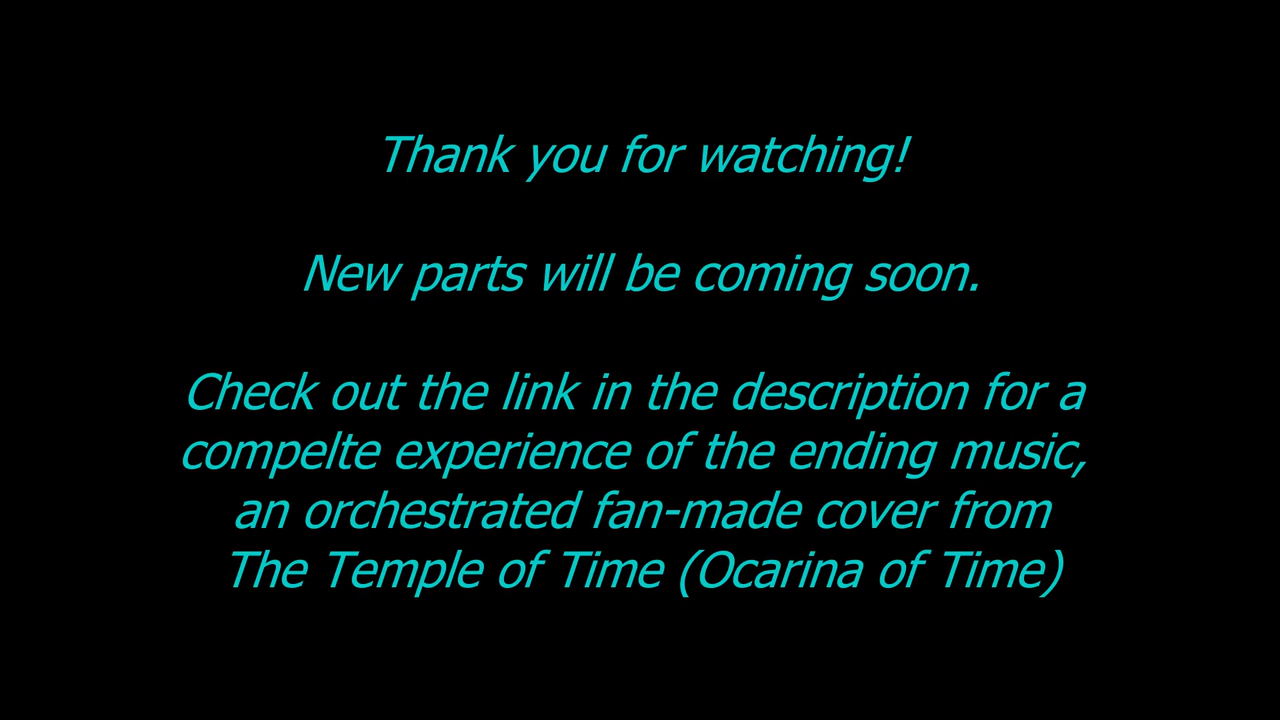 Thank you for watching!
New parts will be coming soon.
Check out the link in the description for a
compelte experience of the ending music,
an orchestrated fan-made cover from
The Temple of Time (Ocarina of Time)